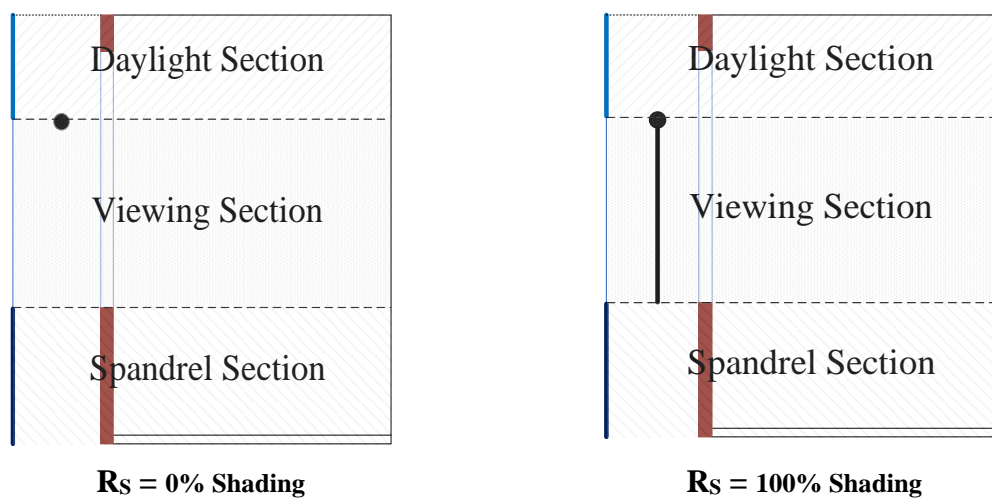 Daylight Section
Viewing Section
Spandrel Section
RS = 0% Shading
Daylight Section
Viewing Section
Spandrel Section
RS = 100% Shading